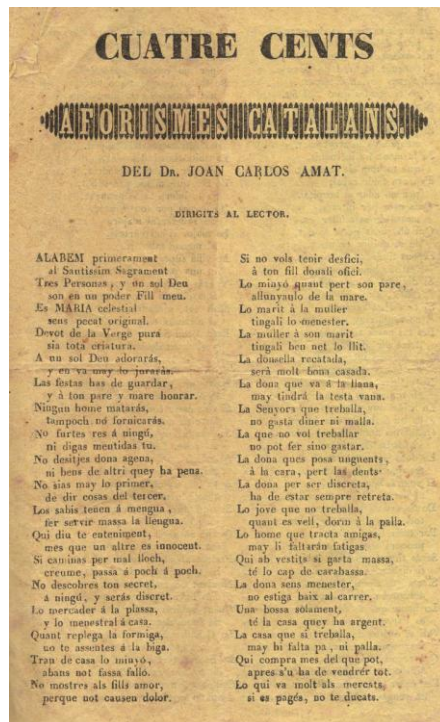 CUATRE CENTS
AFORISMES CATALANS.
DEL DR. JOAN CARLOS AMAT.
DIRIGITS AL LECTOR.
ALABEM primerament
al Santissim Sagrament
Tres Personas, y un sol Deu
son en un poder Fill meu.
Es MARIA celestial
sens pecat original.
Devot de la Verge pura
sia tota criatura.
A un sol Deu adorarás,
y en va may lo jurarás.
Las festas has de guardar,
y á ton pare y mare honrar.
Ningun home matarás,
tampoch no fornicarás.
No furtes res á ningú,
ni digas mentidas tu.
No desitjes dona agena,
ni bens de altri quey ha pena.
No sias may lo primer,
de dir cosas del tercer.
Los sabis tenen á mengua,
fer servir massa la llengua.
Qui diu te enteniment,
mes que un altre es innocent.
Si caminas per mal lloch,
creume, passa á poch á poch.
No descobres ton secret,
á ningú, y serás discret.
Lo mercader á la plassa,
y lo menestral á casa.
Quant replega la formiga,
no te assentes á la biga.
Trau de casa lo minyó,
abans not fassa fallo.
No mostres als fills amor,
perque not causeu dolor.
Si no vols tenir desfici,
á ton fill donali ofici.
Lo minyó quant pert son pare,
allunyaulo de la mare.
Lo marit à la muller
tingali lo menester.
La muller à son marit
tingali ben net lo llit.
La donsella recatada,
será molt bona casada.
La dona que va á la llana,
may tindrá la testa vana.
La Senyora que treballa,
no gasta diner ni malla.
La que no vol treballar
no pot fer sino gastar.
La dona ques posa unguents,
à la cara, pert las dents.
La dona per ser discreta,
ha de estar sempre retreta.
Lo jove que no treballa,
quant es vell, dorm à la palla.
Lo home que tracta amigas,
may li faltarán fatigas.
Qui ab vestits si gasta massa,
té lo cap de carabassa.
La dona sens menester,
no estiga baix al carrer.
Una bossa solament,
té la casa quey ha argent.
La casa que si treballa,
may hi falta pa, ni palla.
Qui compra mes del que pot,
apres s'u ha de vendrer tot.
Lo qui va molt als mercats,
si es pagés, no te ducats.